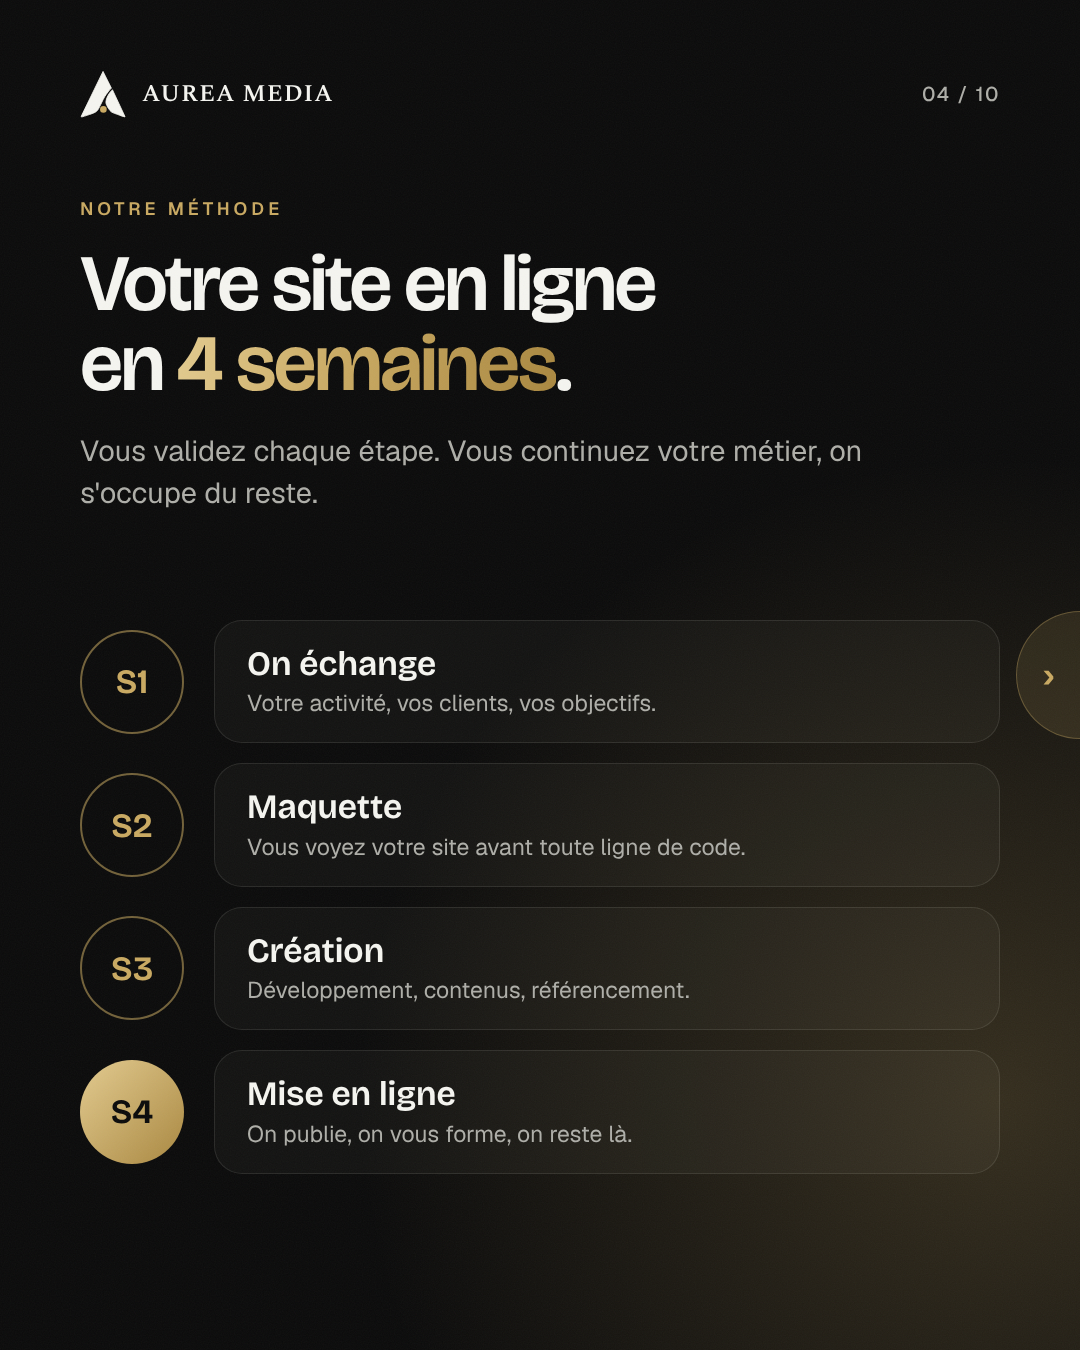 AUREA MEDIA
04 / 10
NOTRE MÉTHODE
Votre site en ligne
en 4 semaines.
Vous validez chaque étape. Vous continuez votre métier, on
s'occupe du reste.
S1
On échange
Votre activité, vos clients, vos objectifs.
›
S2
Maquette
Vous voyez votre site avant toute ligne de code.
S3
Création
Développement, contenus, référencement.
S4
Mise en ligne
On publie, on vous forme, on reste là.